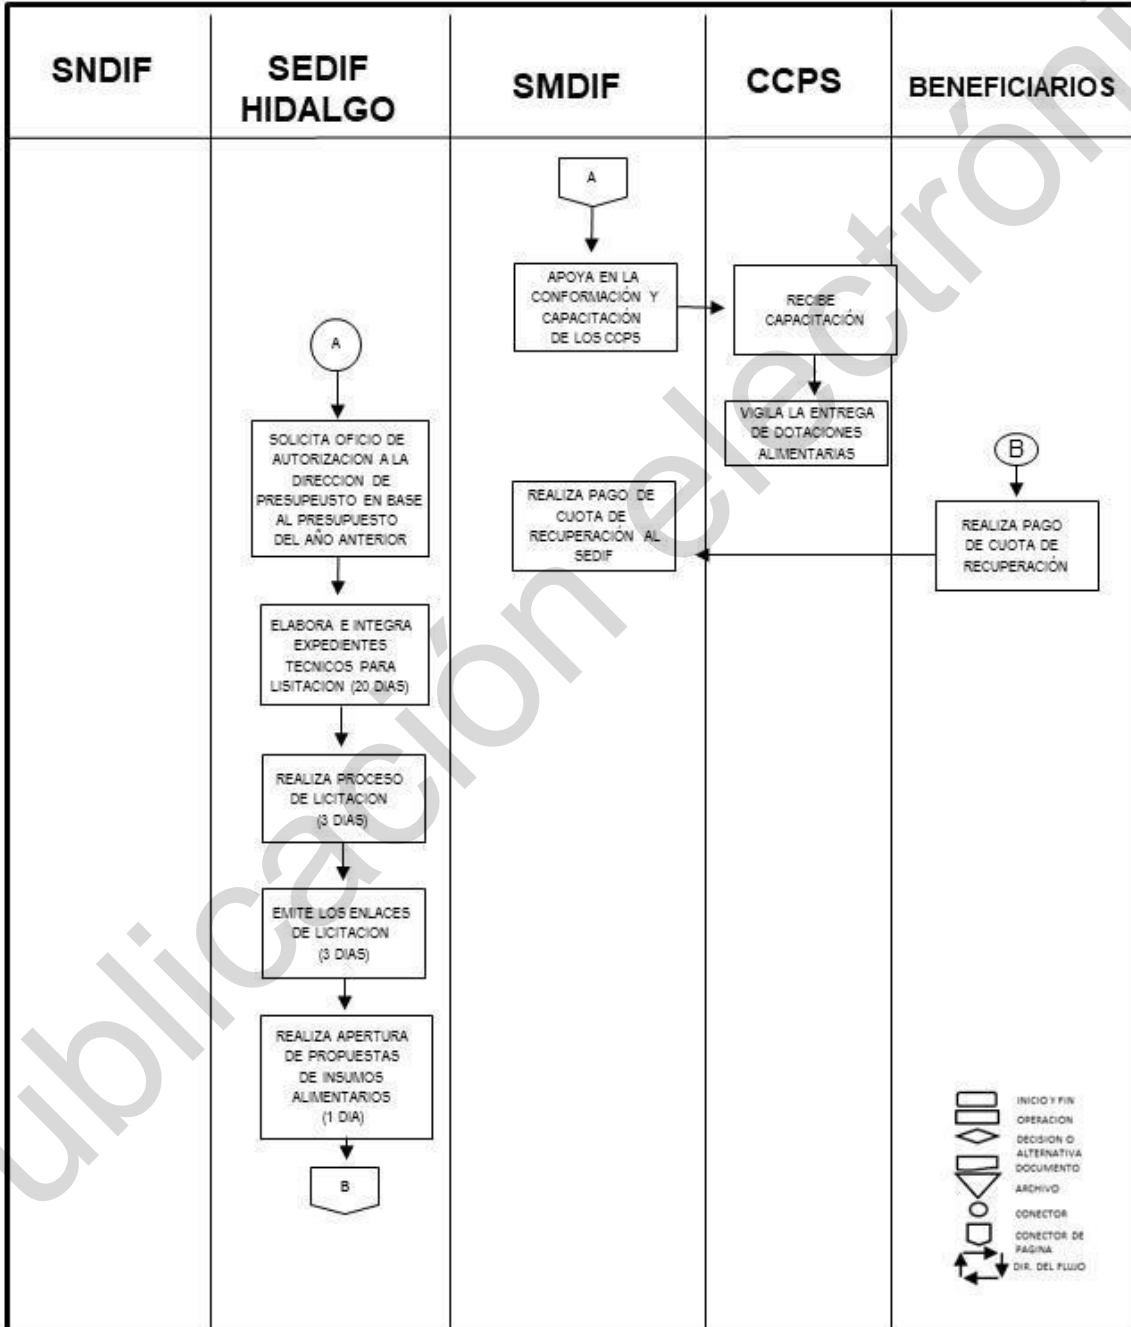 SNDIF
SEDIF
HIDALGO
SMDIF
CCPS
BENEFICIARIOS
A
APOYA EN LA
CONFORMACIÓN Y
CAPACITACIÓN
DE LOS CCPS
RECIBE
CAPACITACIÓN
VIGILA LA ENTREGA
DE DOTACIONES
ALIMENTARIAS
A
SOLICITA OFICIO DE
AUTORIZACION A LA
DIRECCION DE
PRESUPEUSTO EN BASE
AL PRESUPUESTO
DEL AÑO ANTERIOR
B
REALIZA PAGO
DE CUOTA DE
RECUPERACIÓN
REALIZA PAGO DE
CUOTA DE
RECUPERACIÓN AL
SEDIF
ELABORA E INTEGRA
EXPEDIENTES
TECNICOS PARA
LISITACION (20 DIAS)
REALIZA PROCESO
DE LICITACION
(3 DIAS)
EMITE LOS ENLACES
DE LICITACION
(3 DIAS)
REALIZA APERTURA
DE PROPUESTAS
DE INSUMOS
ALIMENTARIOS
(1 DIA)
B
INICIO Y FIN
OPERACION
DECISION O
ALTERNATIVA
DOCUMENTO
ARCHIVO
CONECTOR
CONECTOR DE
PAGINA
DIR. DEL FLUJO
ublicación electrón